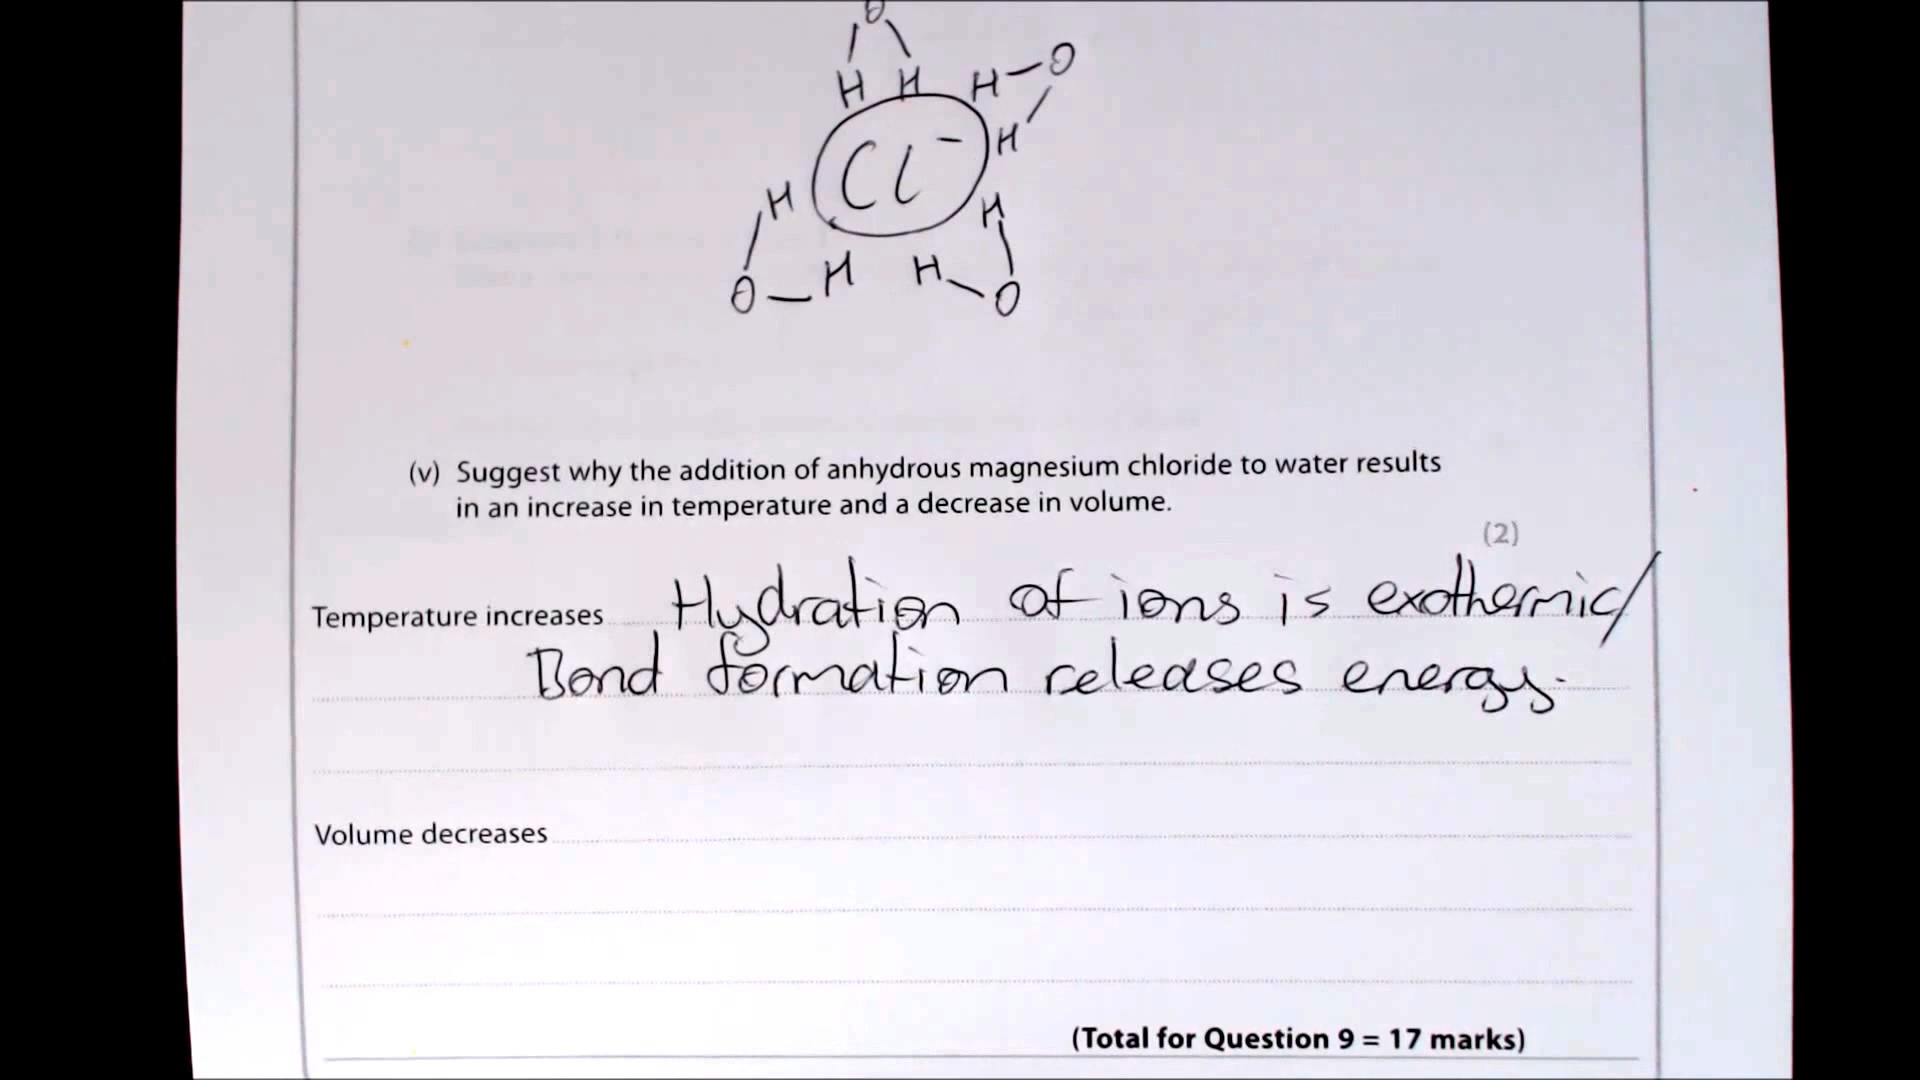 O
H H H O
Cl - H
H H
O H H O
(v) Suggest why the addition of anhydrous magnesium chloride to water results
in an increase in temperature and a decrease in volume.
(2)
Temperature increases Hydration of ions is exothermic/
Bond formation releases energy.
Volume decreases
(Total for Question 9 = 17 marks)